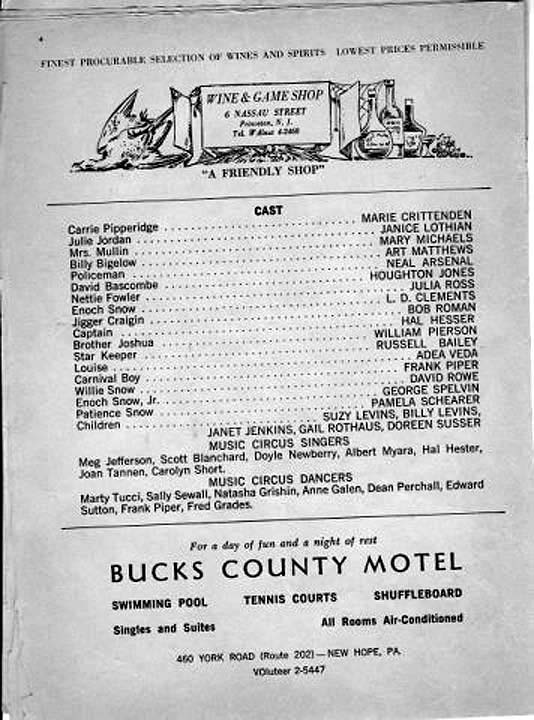 FINEST PROCURABLE SELECTION OF WINES AND SPIRITS LOWEST PRICES PERMISSIBLE
WINE & GAME SHOP
6 NASSAU STREET
Princeton, N. J.
Tel. WAlnut 4-2468
"A FRIENDLY SHOP"
CAST
Carrie Pipperidge ........ MARIE CRITTENDEN
Julie Jordan ........ JANICE LOTHIAN
Mrs. Mullin ........ MARY MICHAELS
Billy Bigelow ........ ART MATTHEWS
Policeman ........ NEAL ARSENAL
David Bascombe ........ HOUGHTON JONES
Nettie Fowler ........ JULIA ROSS
Enoch Snow ........ L. D. CLEMENTS
Jigger Craigin ........ BOB ROMAN
Captain ........ HAL HESSER
Brother Joshua ........ WILLIAM PIERSON
Star Keeper ........ RUSSELL BAILEY
Louise ........ ADEA VEDA
Carnival Boy ........ FRANK PIPER
Willie Snow ........ DAVID ROWE
Enoch Snow, Jr. ........ GEORGE SPELVIN
Patience Snow ........ PAMELA SCHEARER
Children ........ SUZY LEVINS, BILLY LEVINS,
JANET JENKINS, GAIL ROTHAUS, DOREEN SUSSER
MUSIC CIRCUS SINGERS
Meg Jefferson, Scott Blanchard, Doyle Newberry, Albert Myara, Hal Hester,
Joan Tannen, Carolyn Short.
MUSIC CIRCUS DANCERS
Marty Tucci, Sally Sewall, Natasha Grishin, Anne Galen, Dean Perchall, Edward
Sutton, Frank Piper, Fred Grades.
For a day of fun and a night of rest
BUCKS COUNTY MOTEL
SWIMMING POOL TENNIS COURTS SHUFFLEBOARD
Singles and Suites All Rooms Air-Conditioned
460 YORK ROAD (Route 202) — NEW HOPE, PA.
VOluteer 2-5447